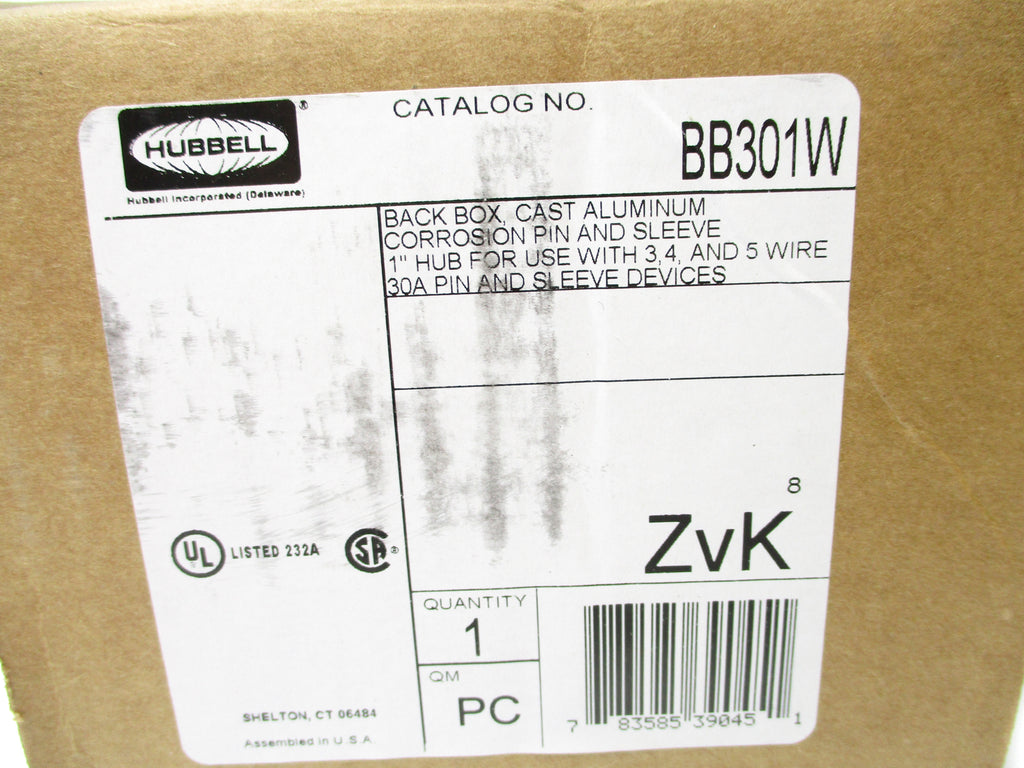 HUBBELL ®
Hubbell Incorporated (Delaware)
CATALOG NO.
BB301W
BACK BOX, CAST ALUMINUM
CORROSION PIN AND SLEEVE
1" HUB FOR USE WITH 3,4, AND 5 WIRE
30A PIN AND SLEEVE DEVICES
8
ZvK
UL LISTED 232A SA ®
QUANTITY
1
QM
PC
SHELTON, CT 06484
Assembled in U.S.A.
7 83585 39045 1